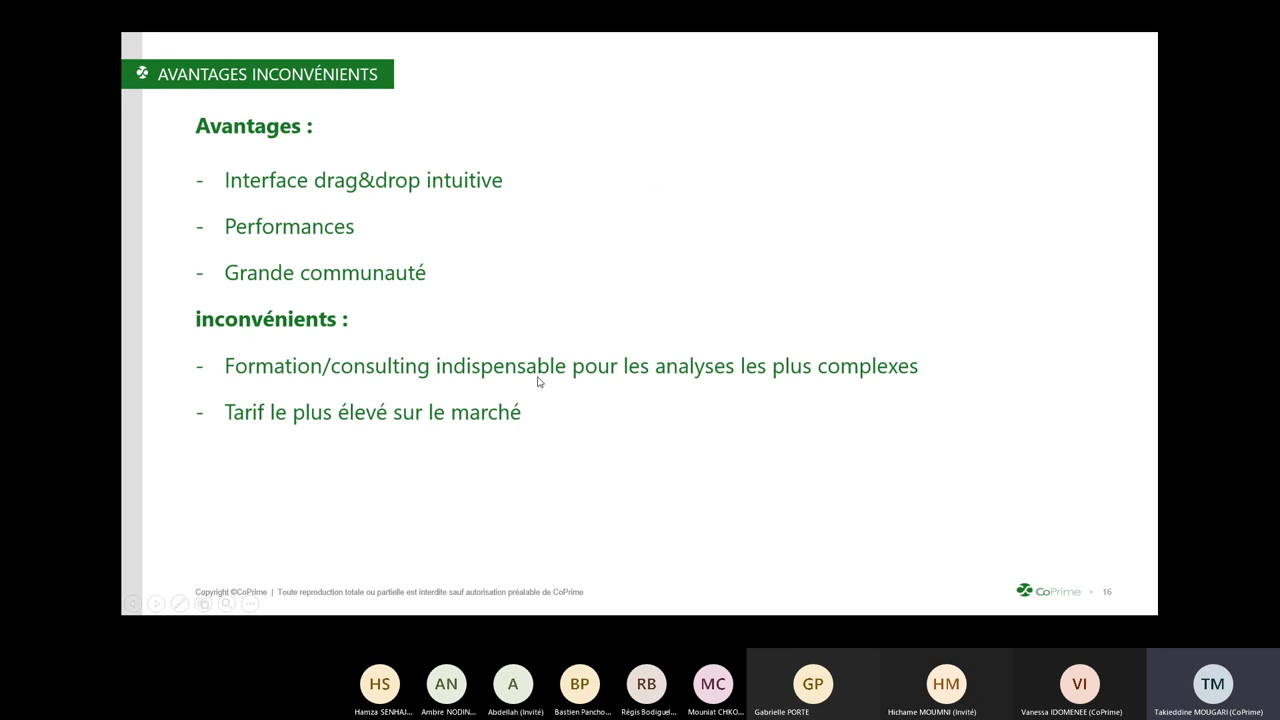 AVANTAGES INCONVÉNIENTS
Avantages :
- Interface drag&drop intuitive
- Performances
- Grande communauté
inconvénients :
- Formation/consulting indispensable pour les analyses les plus complexes
- Tarif le plus élevé sur le marché
Copyright ©CoPrime | Toute reproduction totale ou partielle est interdite sauf autorisation préalable de CoPrime
CoPrime
16
HS
AN
A
BP
RB
MC
GP
HM
VI
TM
Hamza SENHAJ...
Ambre NODIN...
Abdellah (Invité)
Bastien Pancho...
Régis Bodiguel...
Mouniat CHKO...
Gabrielle PORTE
Hichame MOUMNI (Invité)
Vanessa IDOMENEE (CoPrime)
Takieddine MOUGARI (CoPrime)